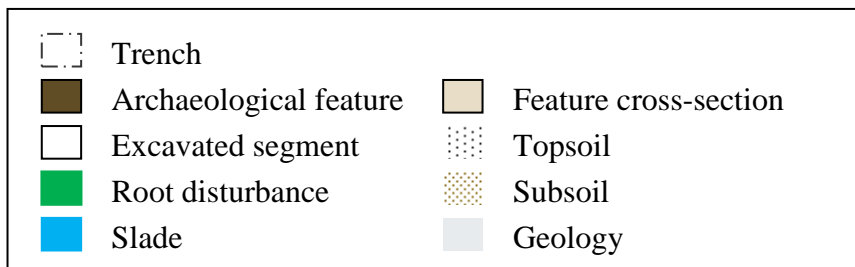 Trench
Archaeological feature
Feature cross-section
Excavated segment
Topsoil
Root disturbance
Subsoil
Slade
Geology